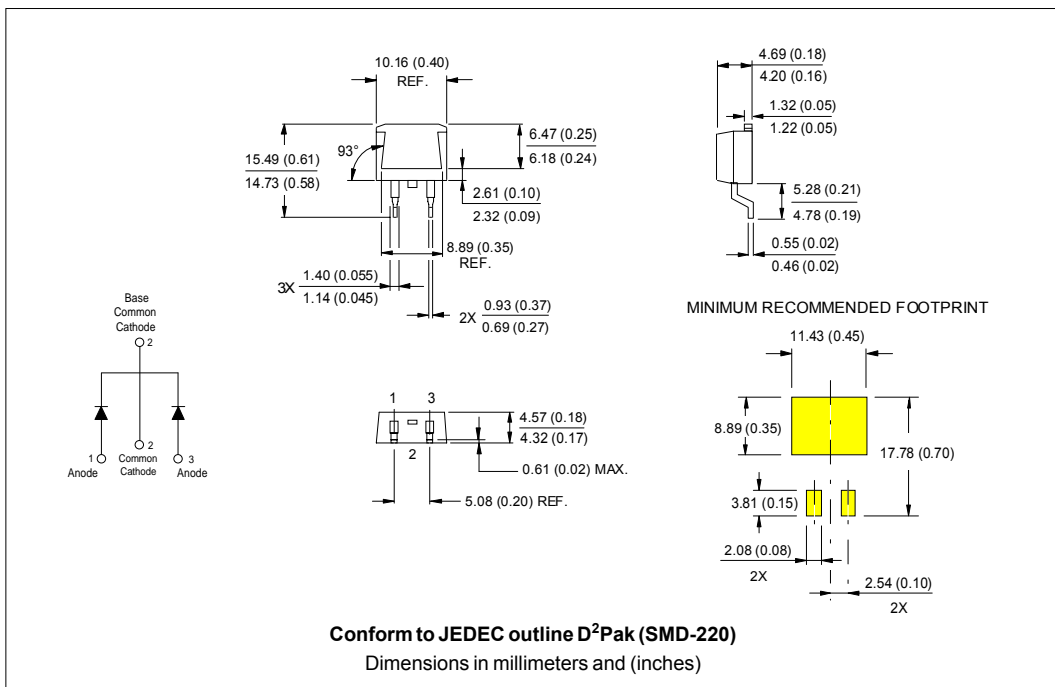 10.16 (0.40)
REF.
4.69 (0.18)
4.20 (0.16)
1.32 (0.05)
1.22 (0.05)
6.47 (0.25)
6.18 (0.24)
93°
15.49 (0.61)
14.73 (0.58)
2.61 (0.10)
2.32 (0.09)
5.28 (0.21)
4.78 (0.19)
8.89 (0.35)
REF.
0.55 (0.02)
0.46 (0.02)
3X
1.40 (0.055)
1.14 (0.045)
2X
0.93 (0.37)
0.69 (0.27)
MINIMUM RECOMMENDED FOOTPRINT
11.43 (0.45)
8.89 (0.35)
17.78 (0.70)
3.81 (0.15)
2.08 (0.08)
2X
2.54 (0.10)
2X
Base
Common
Cathode
2
2
1
Anode
Common
Cathode
3
Anode
1 3
2
4.57 (0.18)
4.32 (0.17)
0.61 (0.02) MAX.
5.08 (0.20) REF.
Conform to JEDEC outline D²Pak (SMD-220)
Dimensions in millimeters and (inches)